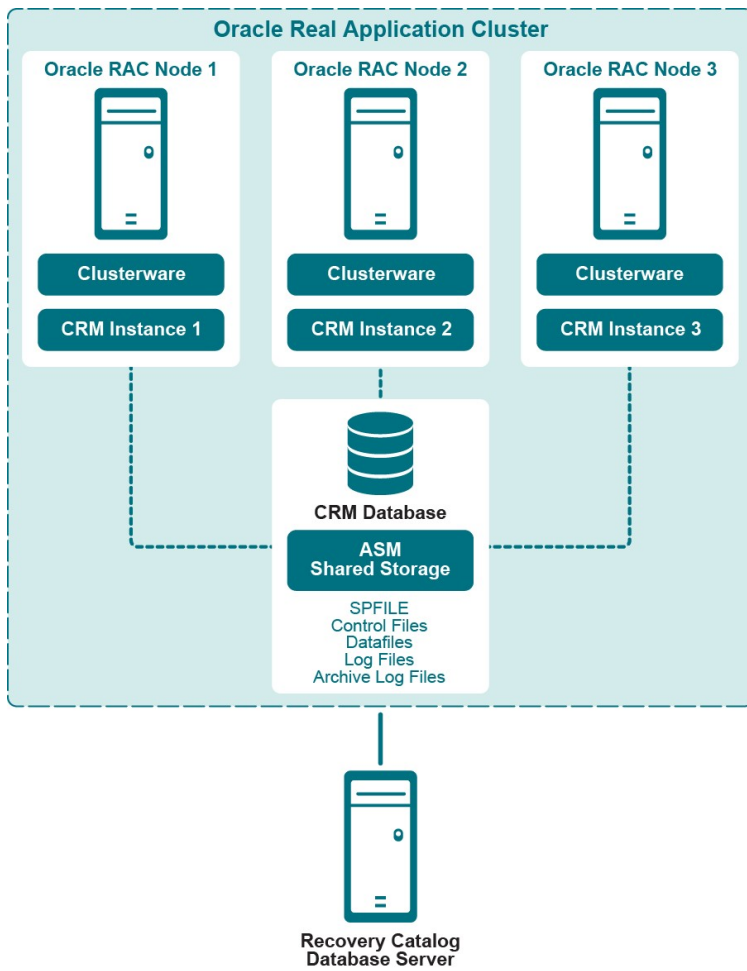 Oracle Real Application Cluster
Oracle RAC Node 1
Oracle RAC Node 2
Oracle RAC Node 3
Clusterware
Clusterware
Clusterware
CRM Instance 1
CRM Instance 2
CRM Instance 3
CRM Database
ASM
Shared Storage
SPFILE
Control Files
Datafiles
Log Files
Archive Log Files
Recovery Catalog
Database Server